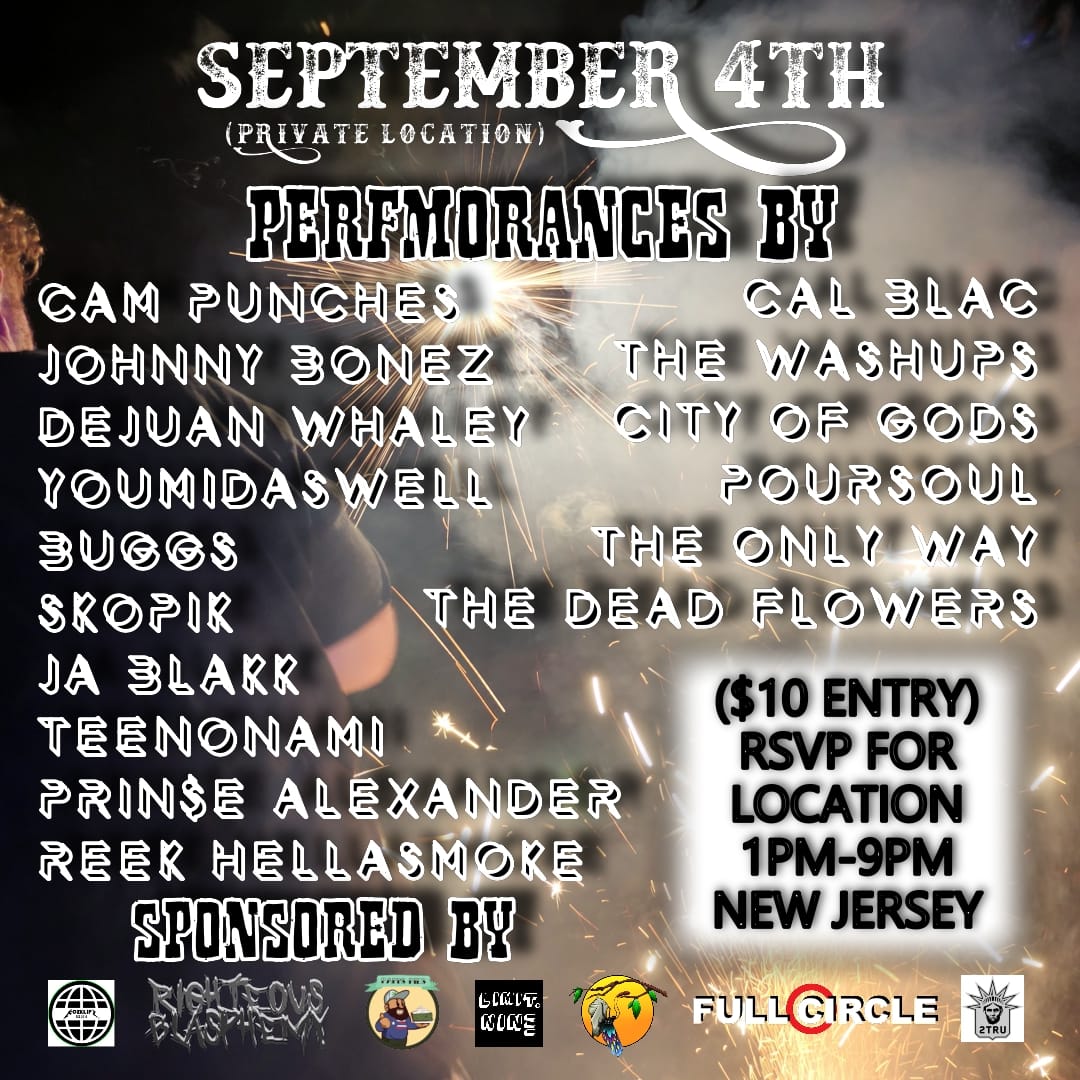 SEPTEMBER 4TH
(PRIVATE LOCATION)
PERFMORANCES BY
CAM PUNCHES
JOHNNY BONEZ
DEJUAN WHALEY
YOUMIDASWELL
BUGGS
SKOPIK
JA BLAKK
TEENONAMI
PRIN$E ALEXANDER
REEK HELLASMOKE
CAL BLAC
THE WASHUPS
CITY OF GODS
POURSOUL
THE ONLY WAY
THE DEAD FLOWERS
($10 ENTRY)
RSVP FOR
LOCATION
1PM-9PM
NEW JERSEY
SPONSORED BY
RIGHTEOUS
BLASPHEMY
LIMIT.
NINE
FULL CIRCLE
2TRU